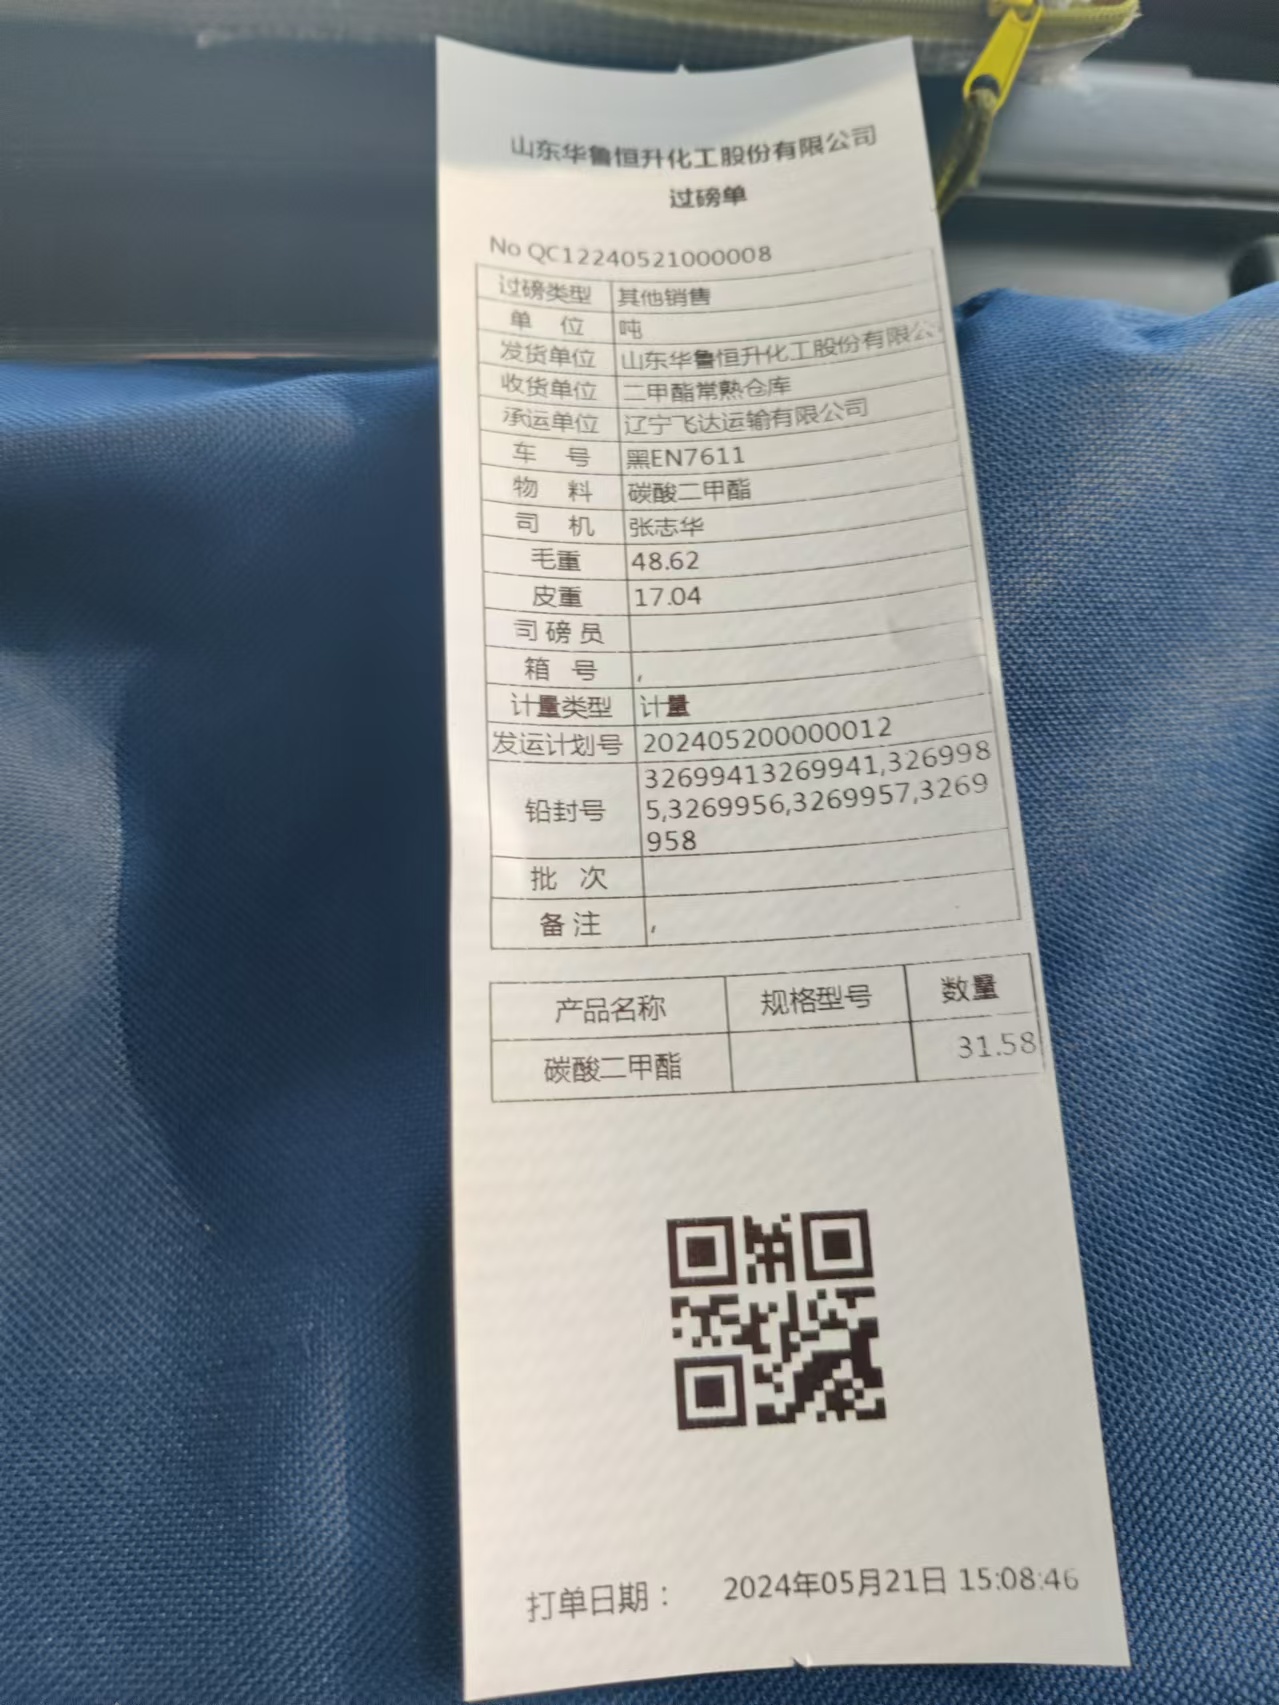 山东华鲁恒升化工股份有限公司
过磅单
No QC12240521000008
过磅类型 其他销售
单 位 吨
发货单位 山东华鲁恒升化工股份有限公
收货单位 二甲酯常熟仓库
承运单位 辽宁飞达运输有限公司
车 号 黑EN7611
物 料 碳酸二甲酯
司 机 张志华
毛重 48.62
皮重 17.04
司磅员
箱 号 ,
计量类型 计量
发运计划号 202405200000012
铅封号 32699413269941,326998
5,3269956,3269957,3269
958
批 次
备注 ,
产品名称 规格型号 数量
碳酸二甲酯 31.58
打单日期： 2024年05月21日 15:08:46